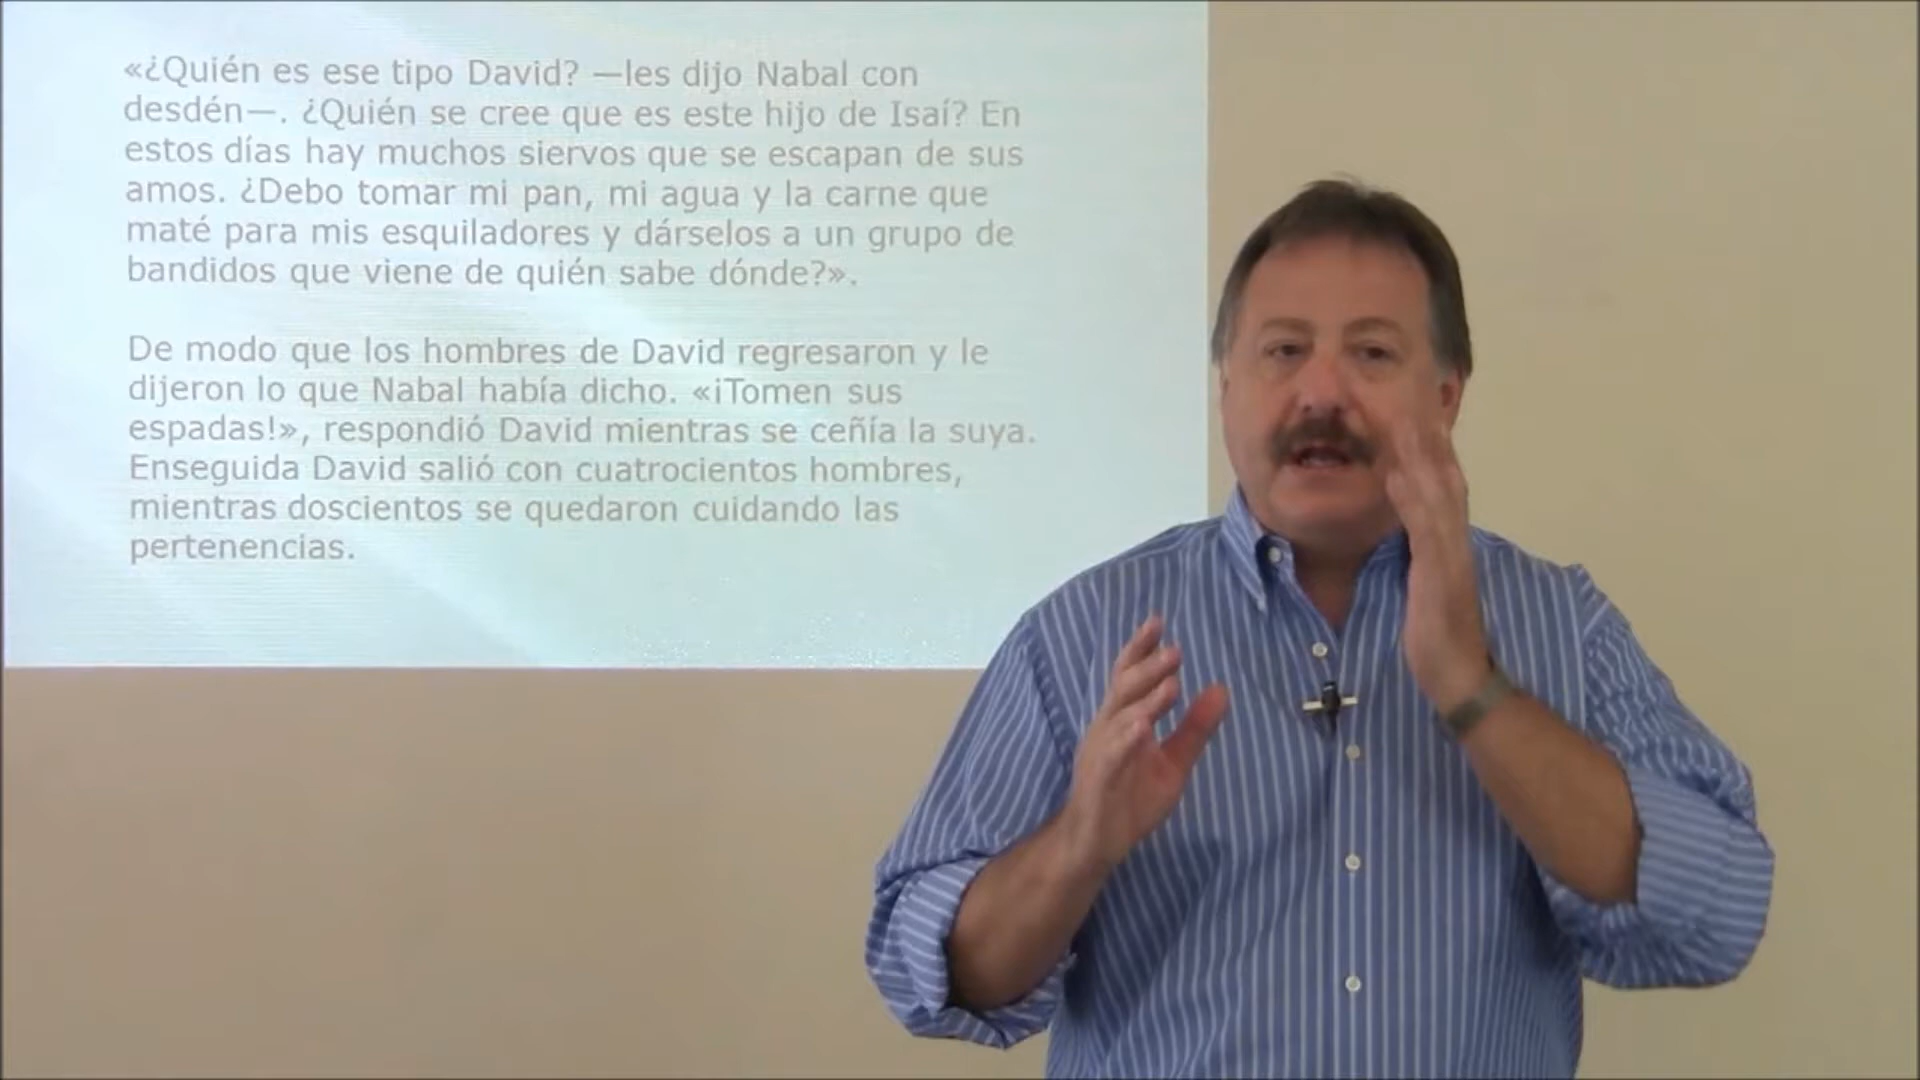 «¿Quién es ese tipo David? —les dijo Nabal con
desdén—. ¿Quién se cree que es este hijo de Isaí? En
estos días hay muchos siervos que se escapan de sus
amos. ¿Debo tomar mi pan, mi agua y la carne que
maté para mis esquiladores y dárselos a un grupo de
bandidos que viene de quién sabe dónde?».
De modo que los hombres de David regresaron y le
dijeron lo que Nabal había dicho. «¡Tomen sus
espadas!», respondió David mientras se ceñía la suya.
Enseguida David salió con cuatrocientos hombres,
mientras doscientos se quedaron cuidando las
pertenencias.